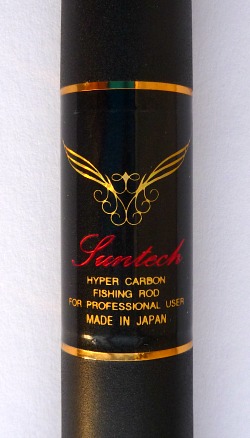 Suntech
HYPER CARBON
FISHING ROD
FOR PROFESSIONAL USER
MADE IN JAPAN